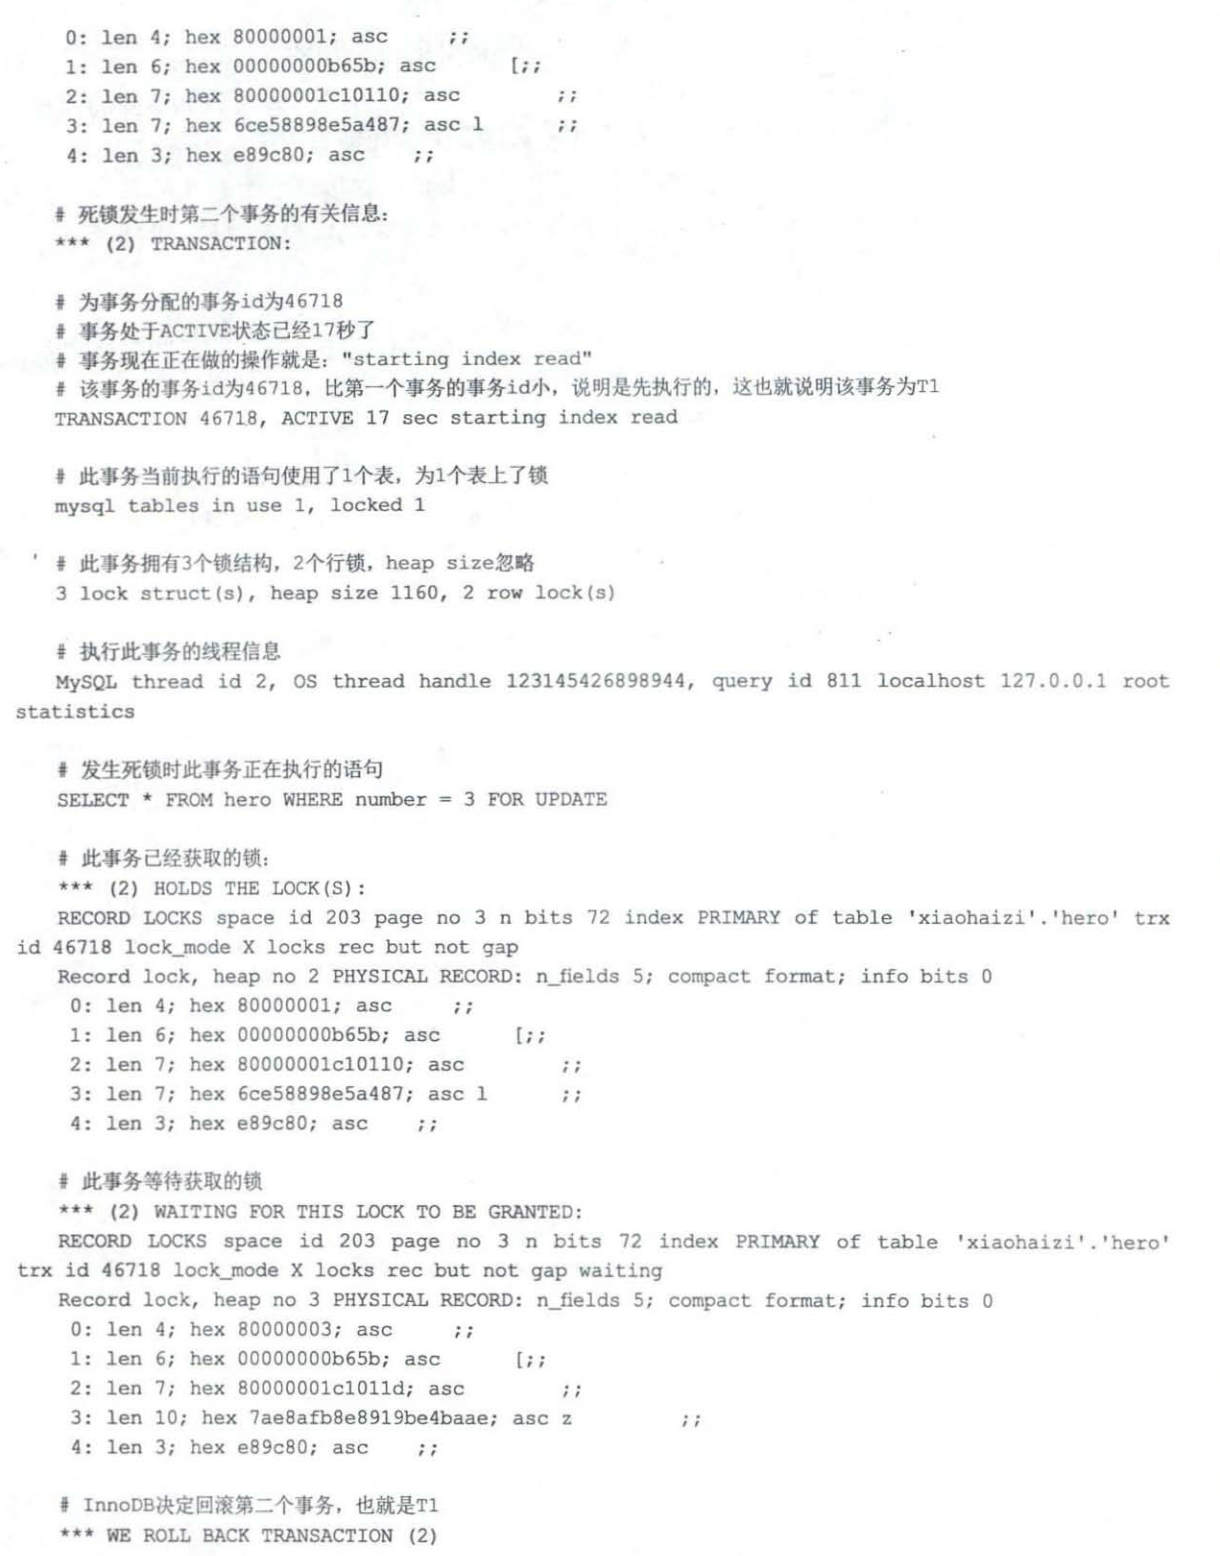 0: len 4; hex 80000001; asc     ;;
1: len 6; hex 00000000b65b; asc      [;;
2: len 7; hex 80000001c10110; asc        ;;
3: len 7; hex 6ce58898e5a487; asc l      ;;
4: len 3; hex e89c80; asc    ;;
# 死锁发生时第二个事务的有关信息：
*** (2) TRANSACTION:
# 为事务分配的事务id为46718
# 事务处于ACTIVE状态已经17秒了
# 事务现在正在做的操作就是："starting index read"
# 该事务的事务id为46718，比第一个事务的事务id小，说明是先执行的，这也就说明该事务为T1
TRANSACTION 46718, ACTIVE 17 sec starting index read
# 此事务当前执行的语句使用了1个表，为1个表上了锁
mysql tables in use 1, locked 1
# 此事务拥有3个锁结构，2个行锁，heap size忽略
3 lock struct(s), heap size 1160, 2 row lock(s)
# 执行此事务的线程信息
MySQL thread id 2, OS thread handle 123145426898944, query id 811 localhost 127.0.0.1 root
statistics
# 发生死锁时此事务正在执行的语句
SELECT * FROM hero WHERE number = 3 FOR UPDATE
# 此事务已经获取的锁：
*** (2) HOLDS THE LOCK(S):
RECORD LOCKS space id 203 page no 3 n bits 72 index PRIMARY of table 'xiaohaizi'.'hero' trx
id 46718 lock_mode X locks rec but not gap
Record lock, heap no 2 PHYSICAL RECORD: n_fields 5; compact format; info bits 0
0: len 4; hex 80000001; asc     ;;
1: len 6; hex 00000000b65b; asc      [;;
2: len 7; hex 80000001c10110; asc        ;;
3: len 7; hex 6ce58898e5a487; asc l      ;;
4: len 3; hex e89c80; asc    ;;
# 此事务等待获取的锁
*** (2) WAITING FOR THIS LOCK TO BE GRANTED:
RECORD LOCKS space id 203 page no 3 n bits 72 index PRIMARY of table 'xiaohaizi'.'hero'
trx id 46718 lock_mode X locks rec but not gap waiting
Record lock, heap no 3 PHYSICAL RECORD: n_fields 5; compact format; info bits 0
0: len 4; hex 80000003; asc     ;;
1: len 6; hex 00000000b65b; asc      [;;
2: len 7; hex 80000001c1011d; asc        ;;
3: len 10; hex 7ae8afb8e8919be4baae; asc z         ;;
4: len 3; hex e89c80; asc    ;;
# InnoDB决定回滚第二个事务，也就是T1
*** WE ROLL BACK TRANSACTION (2)